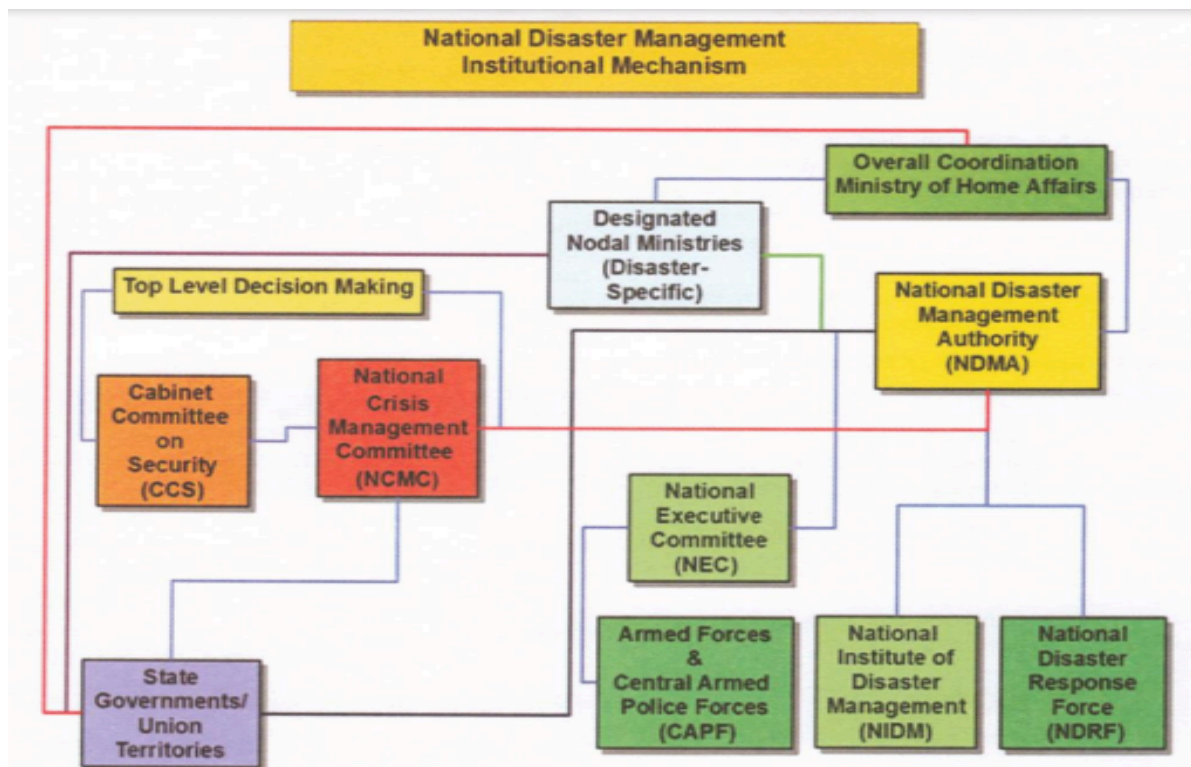 National Disaster Management
Institutional Mechanism
Overall Coordination
Ministry of Home Affairs
Designated
Nodal Ministries
(Disaster-
Specific)
Top Level Decision Making
National Disaster
Management
Authority
(NDMA)
Cabinet
Committee
on
Security
(CCS)
National
Crisis
Management
Committee
(NCMC)
National
Executive
Committee
(NEC)
State
Governments/
Union
Territories
Armed Forces
&
Central Armed
Police Forces
(CAPF)
National
Institute of
Disaster
Management
(NIDM)
National
Disaster
Response
Force
(NDRF)